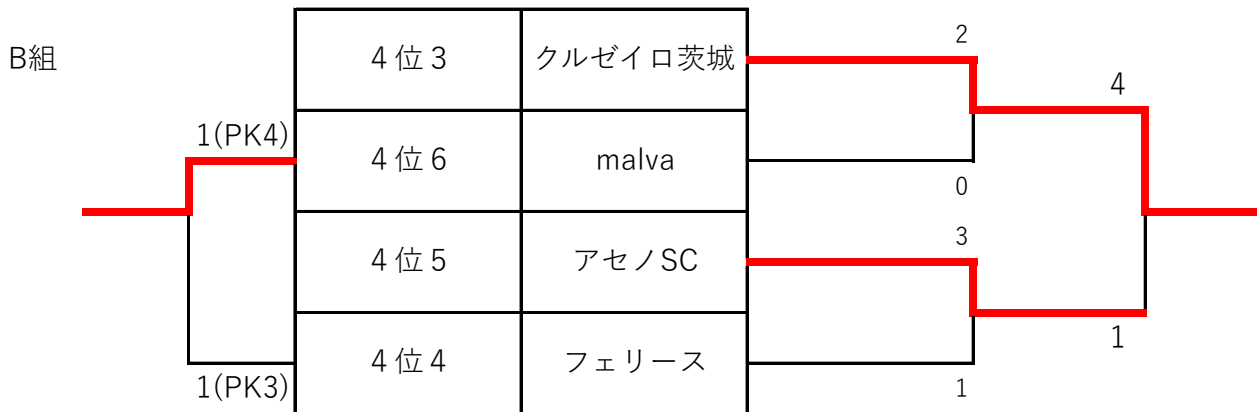 B組
4位3 クルゼイロ茨城
2
4
1(PK4)
4位6 malva
0
3
4位5 アセノSC
1
4位4 フェリース
1(PK3)
1